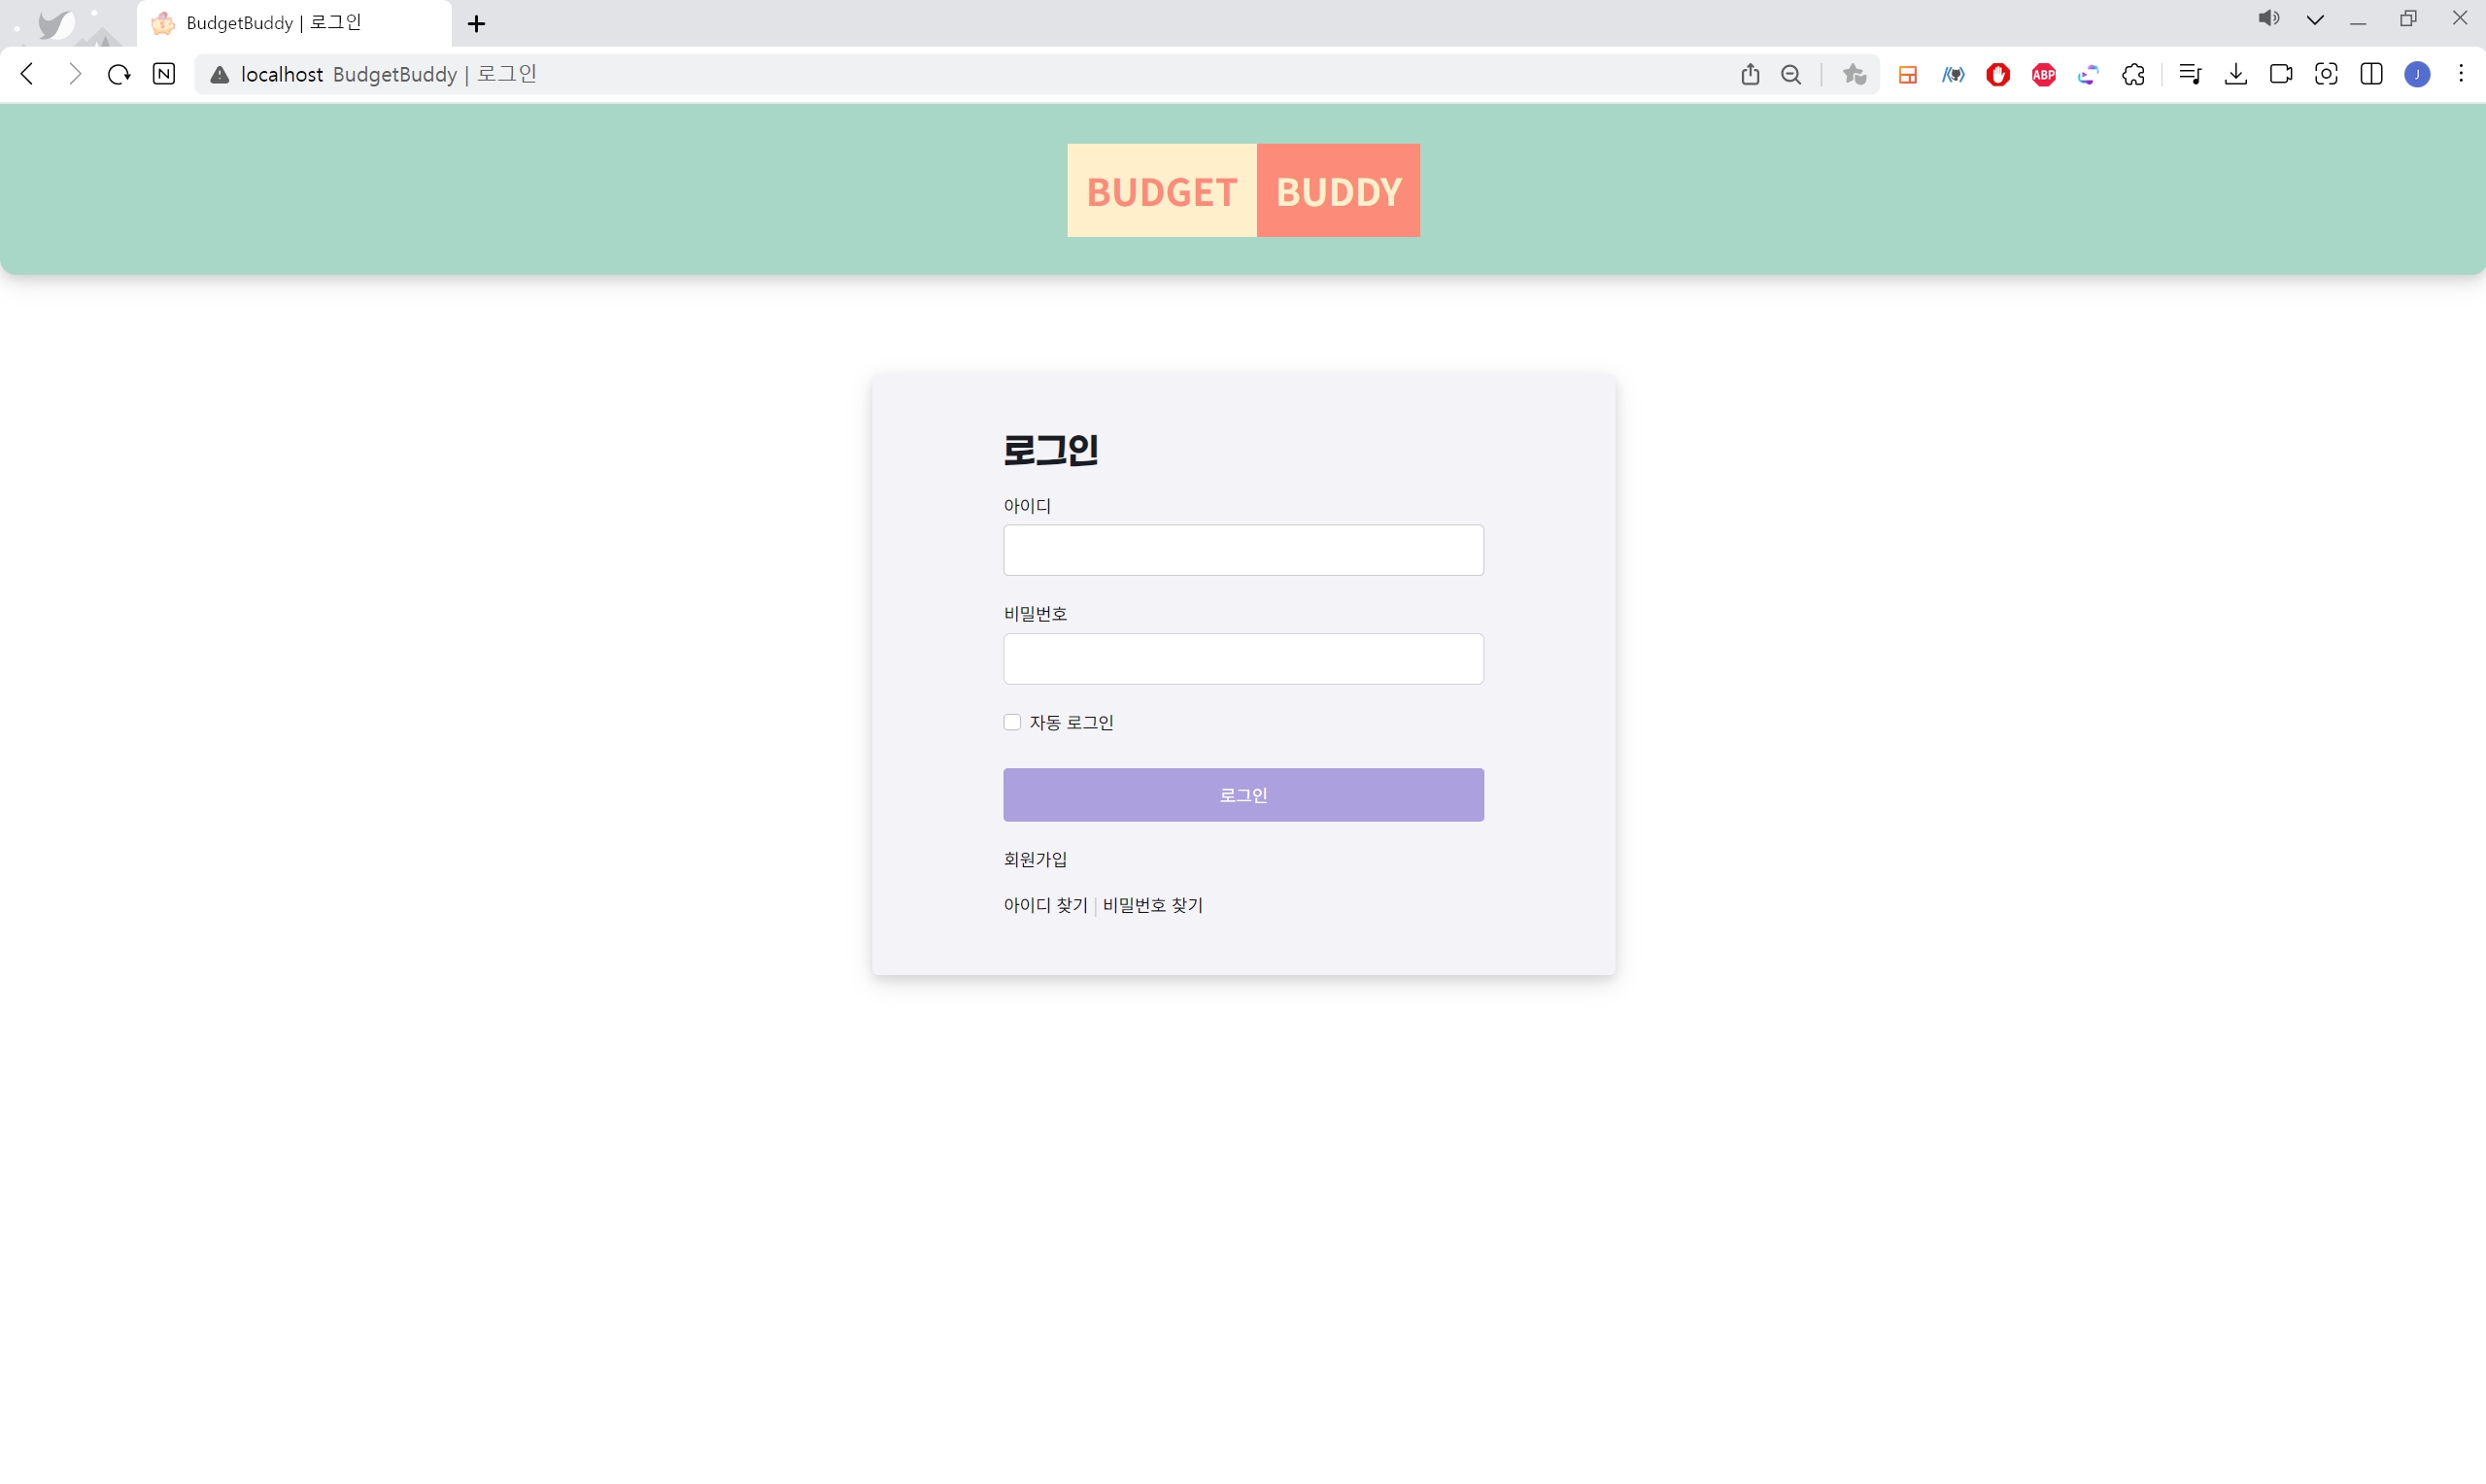 BudgetBuddy | 로그인
localhost BudgetBuddy | 로그인
ABP
J
BUDGET BUDDY
로그인
아이디
비밀번호
자동 로그인
로그인
회원가입
아이디 찾기 | 비밀번호 찾기